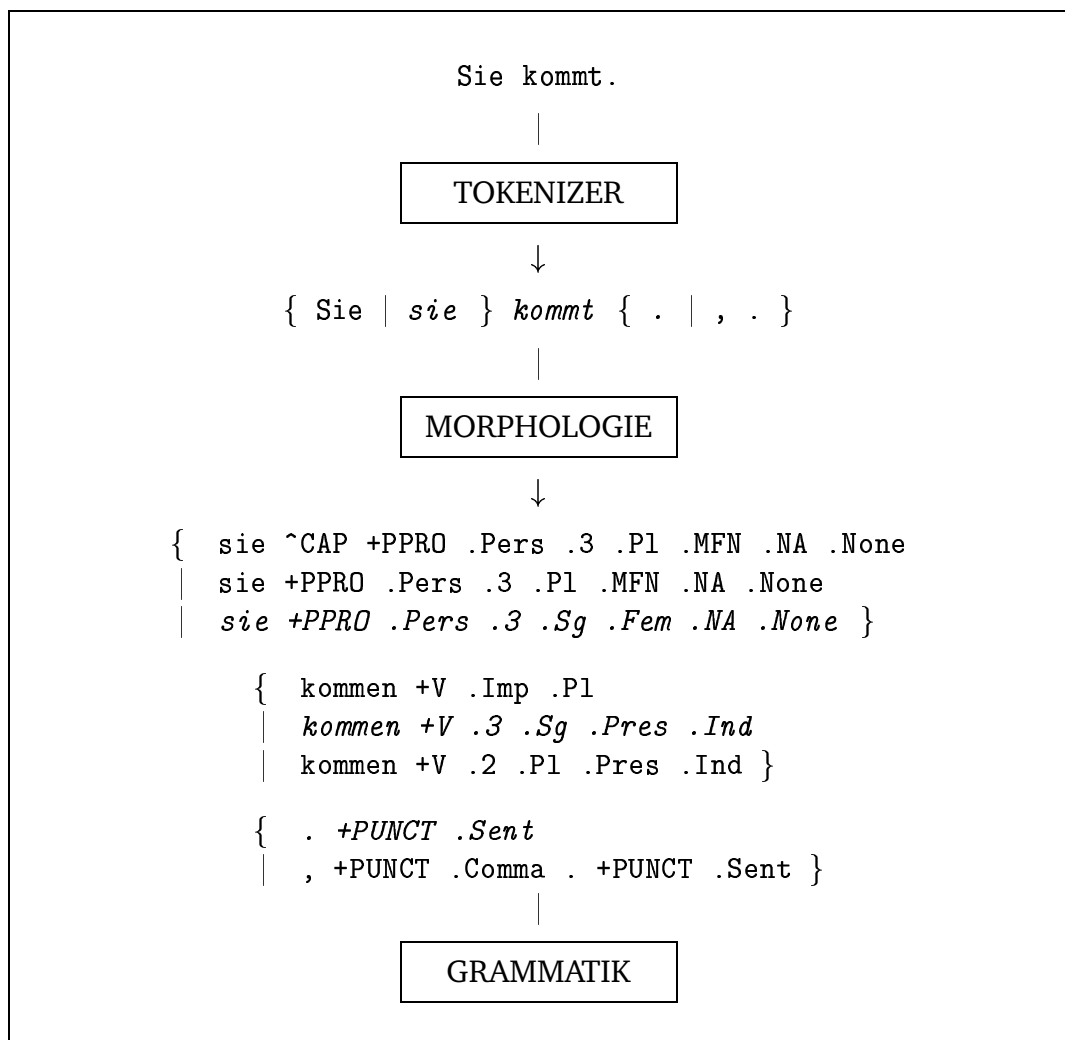 Sie kommt.
|
TOKENIZER
↓
{ Sie | sie } kommt { . | , . }
|
MORPHOLOGIE
↓
{ sie ^CAP +PPRO .Pers .3 .Pl .MFN .NA .None
| sie +PPRO .Pers .3 .Pl .MFN .NA .None
| sie +PPRO .Pers .3 .Sg .Fem .NA .None }
{ kommen +V .Imp .Pl
| kommen +V .3 .Sg .Pres .Ind
| kommen +V .2 .Pl .Pres .Ind }
{ . +PUNCT .Sent
| , +PUNCT .Comma . +PUNCT .Sent }
|
GRAMMATIK